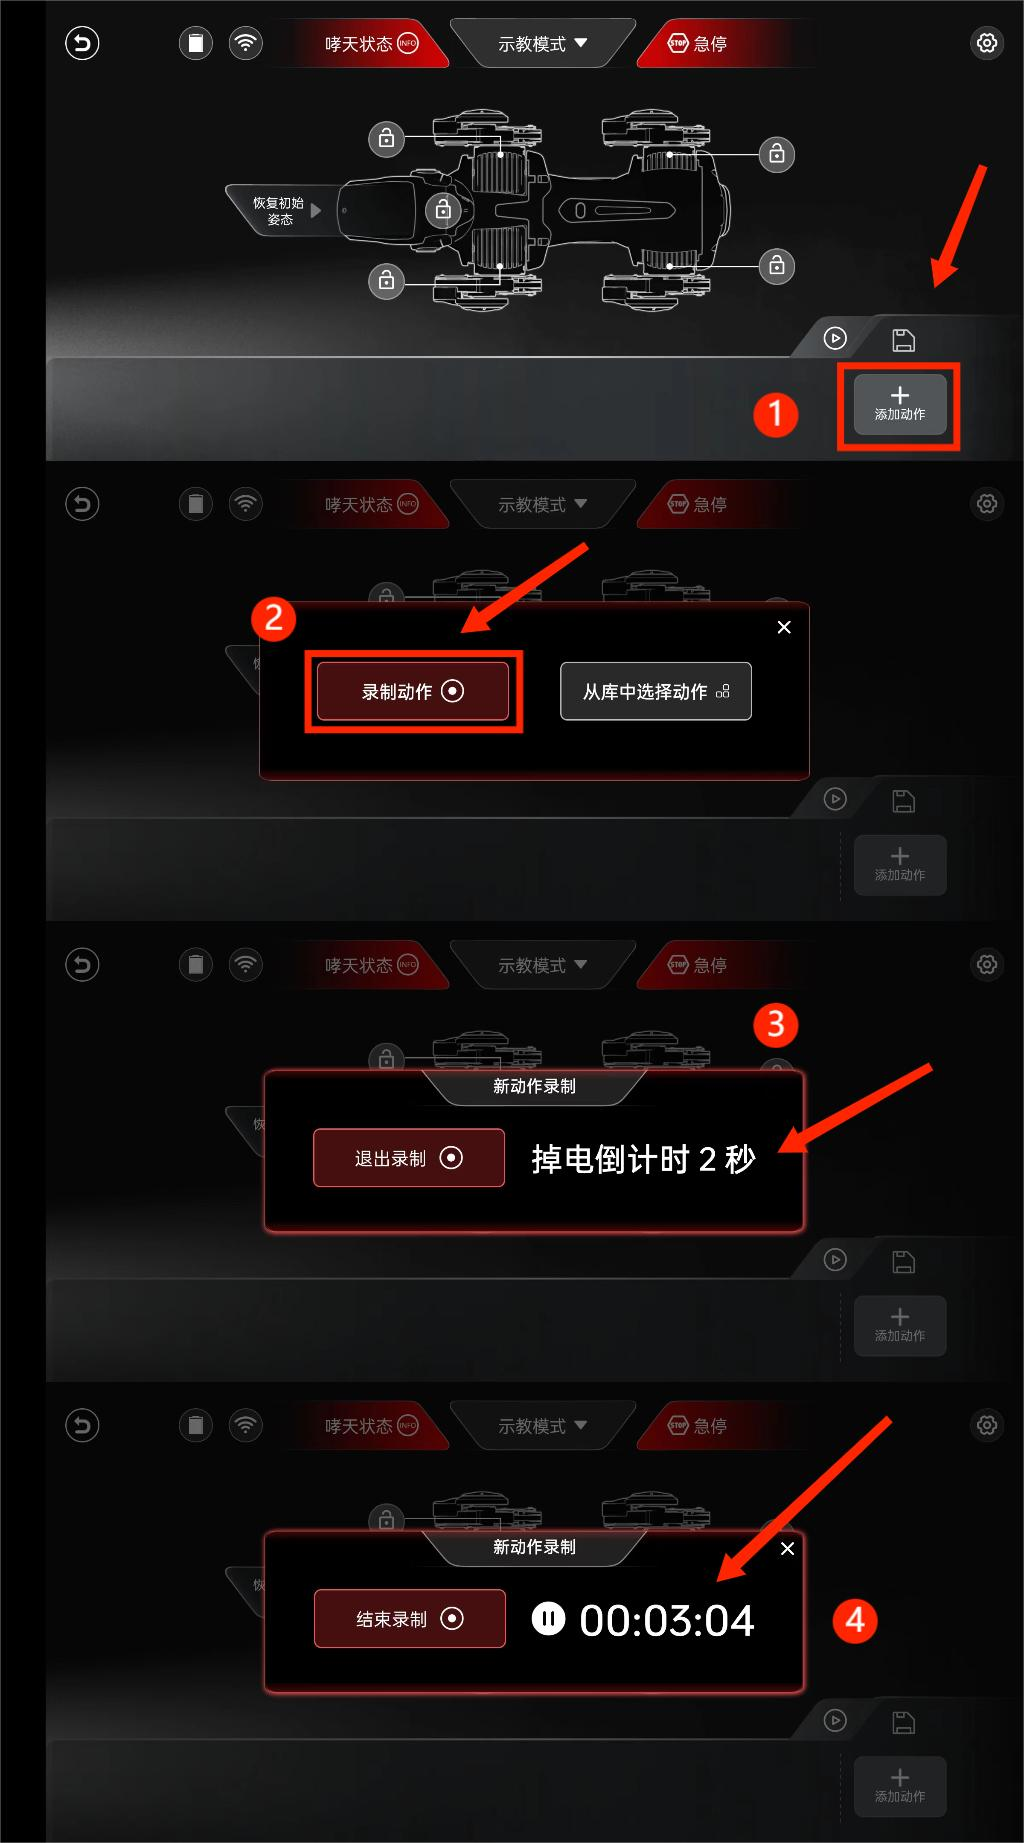 哮天状态 INFO
示教模式
STOP 急停
恢复初始
姿态
添加动作
1
哮天状态 INFO
示教模式
STOP 急停
2
恢
录制动作
从库中选择动作
添加动作
哮天状态 INFO
示教模式
STOP 急停
3
新动作录制
恢
退出录制
掉电倒计时 2 秒
添加动作
哮天状态 INFO
示教模式
STOP 急停
新动作录制
恢
结束录制
00:03:04
4
添加动作